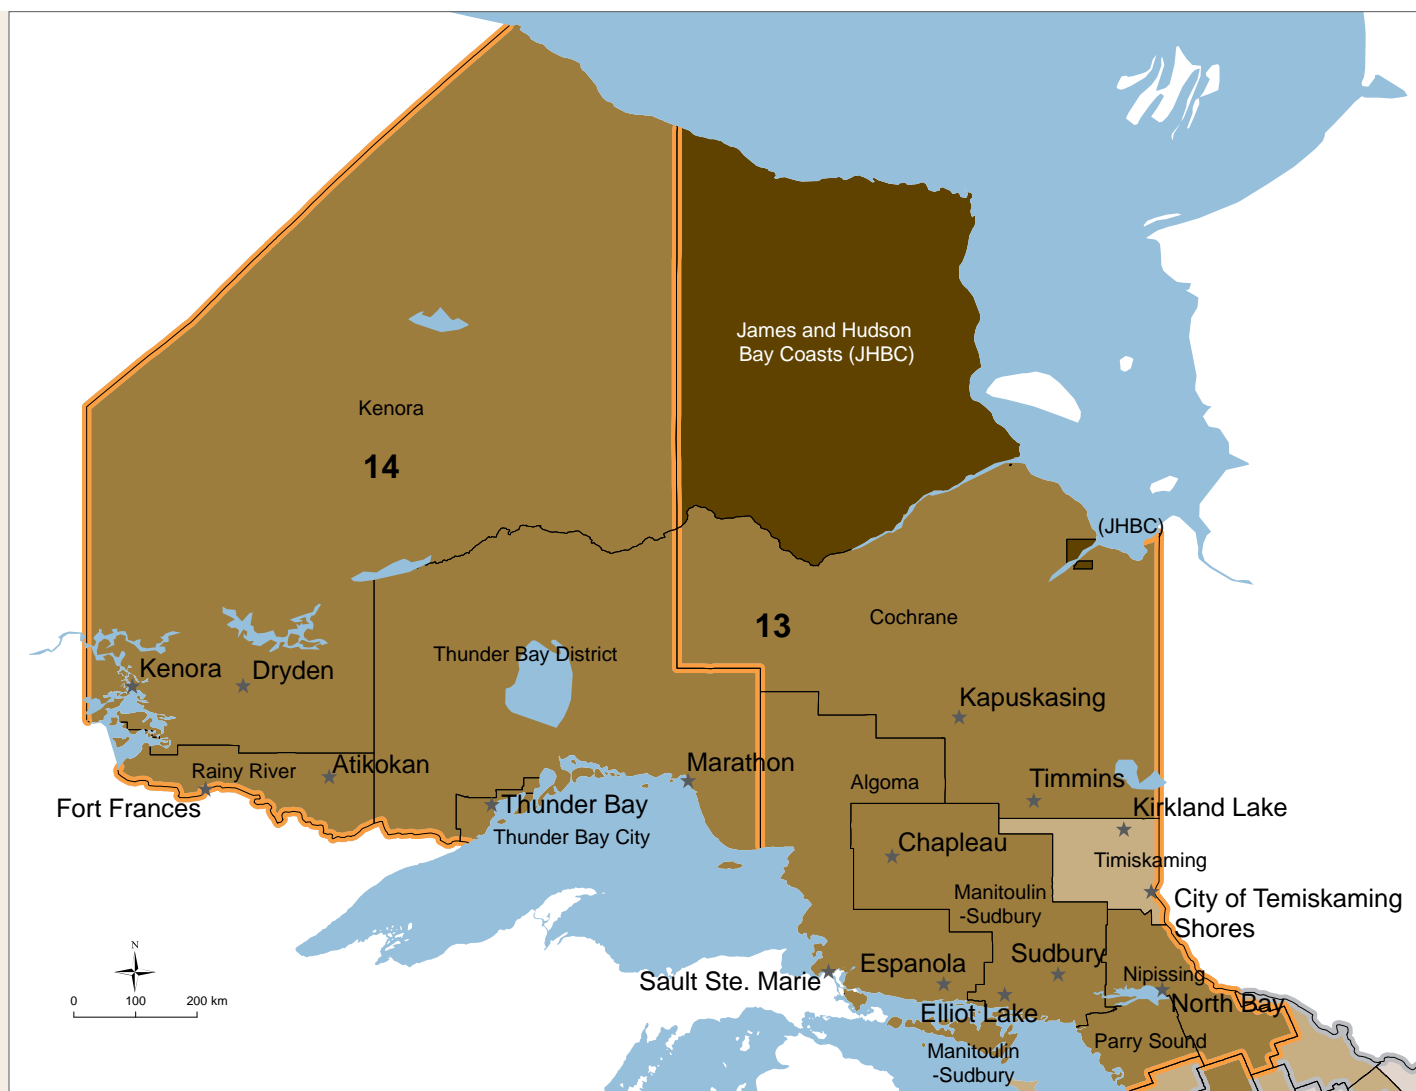 James and Hudson
Bay Coasts (JHBC)
Kenora
14
(JHBC)
13
Cochrane
Thunder Bay District
Kenora
Dryden
Kapuskasing
Marathon
Atikokan
Rainy River
Algoma
Timmins
Fort Frances
Thunder Bay
Thunder Bay City
Kirkland Lake
Chapleau
Timiskaming
Manitoulin
-Sudbury
City of Temiskaming
Shores
N
Sudbury
Espanola
Nipissing
Sault Ste. Marie
0 100 200 km
North Bay
Elliot Lake
Parry Sound
Manitoulin
-Sudbury